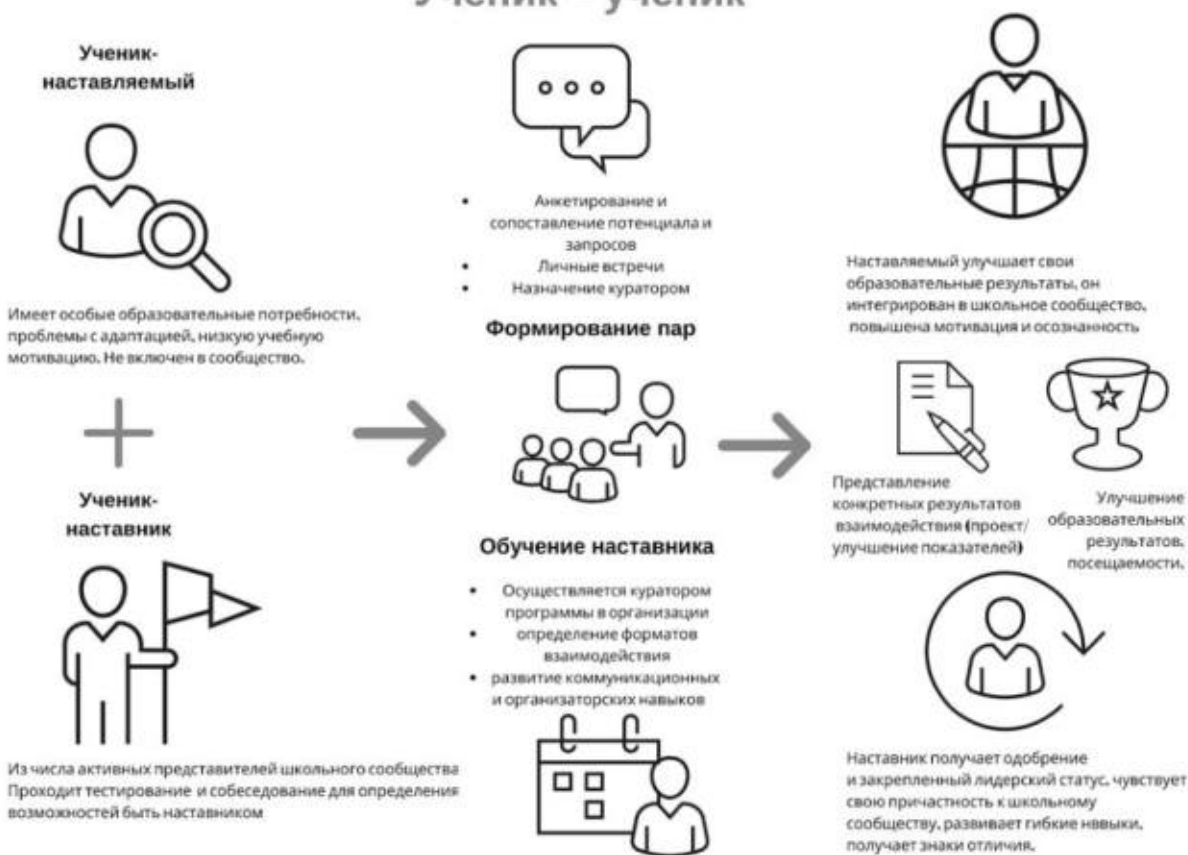 Ученик – ученик
Ученик-
наставляемый
Имеет особые образовательные потребности,
проблемы с адаптацией, низкую учебную
мотивацию. Не включен в сообщество.
Ученик-
наставник
Из числа активных представителей школьного сообщества
Проходит тестирование и собеседование для определения
возможностей быть наставником
• Анкетирование и
сопоставление потенциала и
запросов
• Личные встречи
• Назначение куратором
Формирование пар
Обучение наставника
• Осуществляется куратором
программы в организации
• определение форматов
взаимодействия
• развитие коммуникационных
и организаторских навыков
Наставляемый улучшает свои
образовательные результаты, он
интегрирован в школьное сообщество,
повышена мотивация и осознанность
Представление
конкретных результатов
взаимодействия (проект/
улучшение показателей)
Улучшение
образовательных
результатов,
посещаемости.
Наставник получает одобрение
и закрепленный лидерский статус, чувствует
свою причастность к школьному
сообществу, развивает гибкие нввыки,
получает знаки отличия.